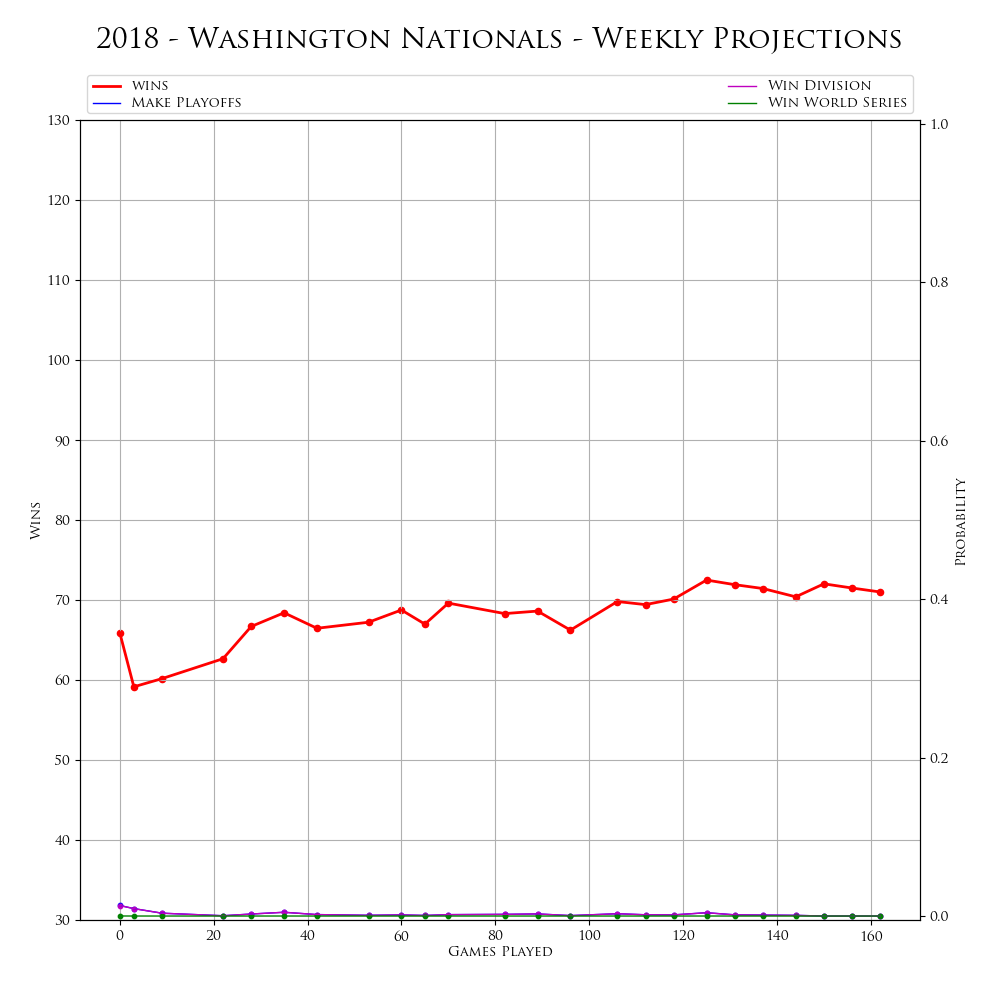 2018 - Washington Nationals - Weekly Projections
wins
Make Playoffs
Win Division
Win World Series
130
120
110
100
90
80
70
60
50
40
30
Wins
1.0
0.8
0.6
0.4
0.2
0.0
Probability
0 20 40 60 80 100 120 140 160
Games Played